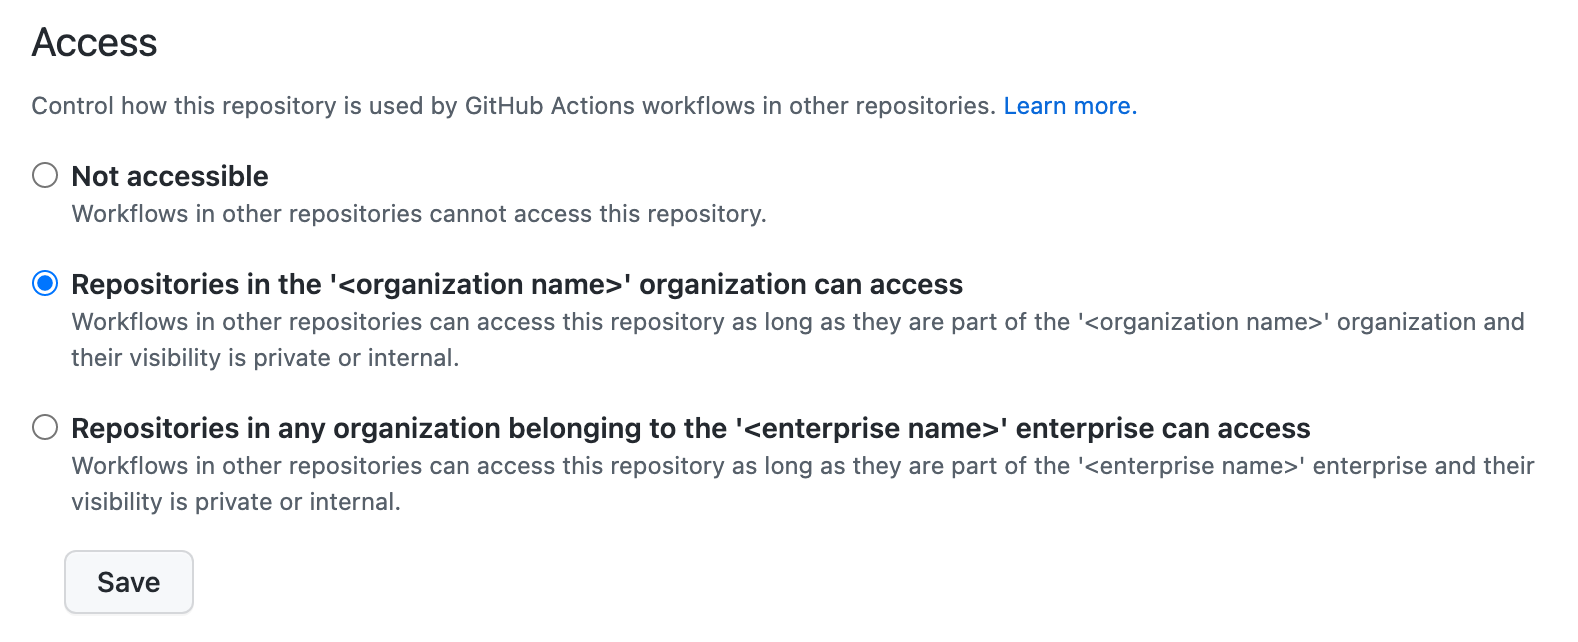 Access
Control how this repository is used by GitHub Actions workflows in other repositories. Learn more.
Not accessible
Workflows in other repositories cannot access this repository.
Repositories in the '<organization name>' organization can access
Workflows in other repositories can access this repository as long as they are part of the '<organization name>' organization and
their visibility is private or internal.
Repositories in any organization belonging to the '<enterprise name>' enterprise can access
Workflows in other repositories can access this repository as long as they are part of the '<enterprise name>' enterprise and their
visibility is private or internal.
Save